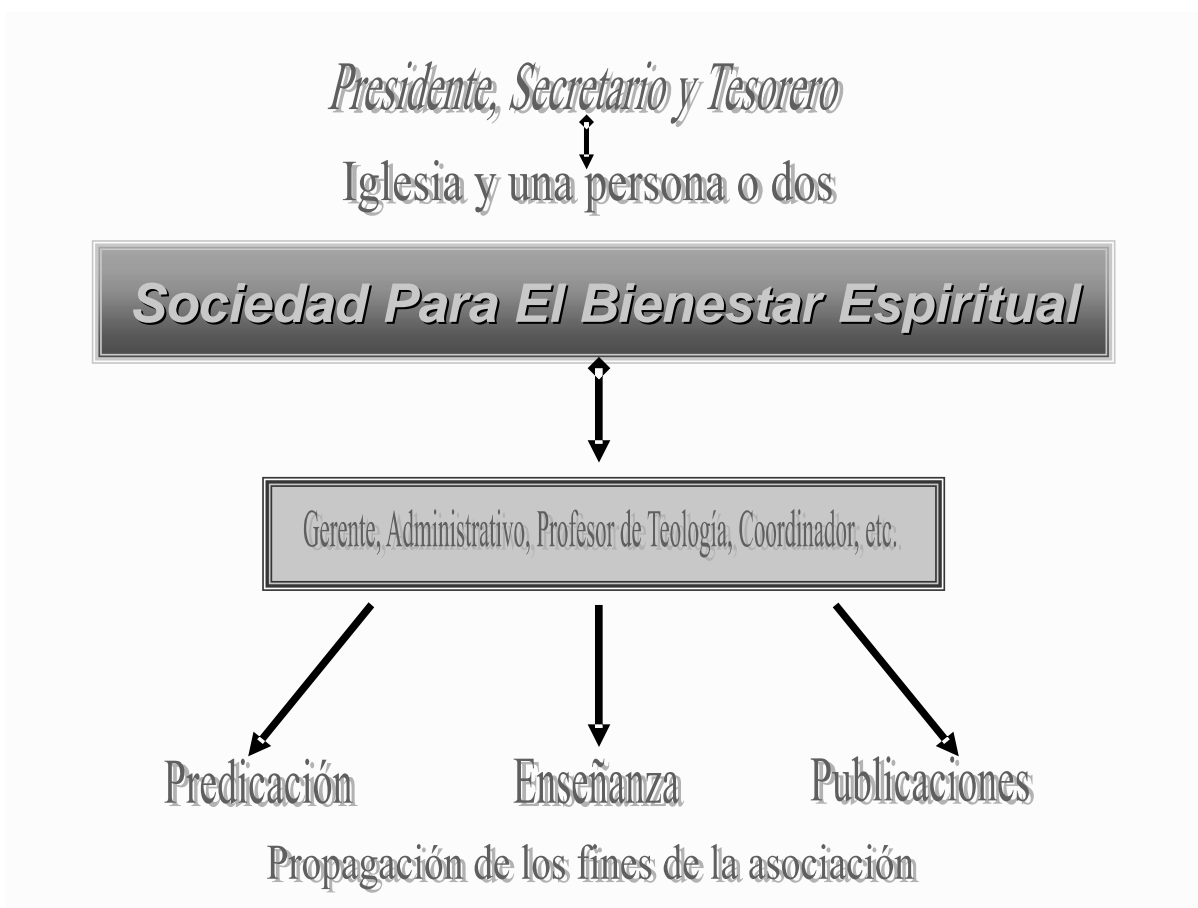 Presidente, Secretario y Tesorero
Iglesia y una persona o dos
Sociedad Para El Bienestar Espiritual
Gerente, Administrativo, Profesor de Teología, Coordinador, etc.
Predicación
Enseñanza
Publicaciones
Propagación de los fines de la asociación